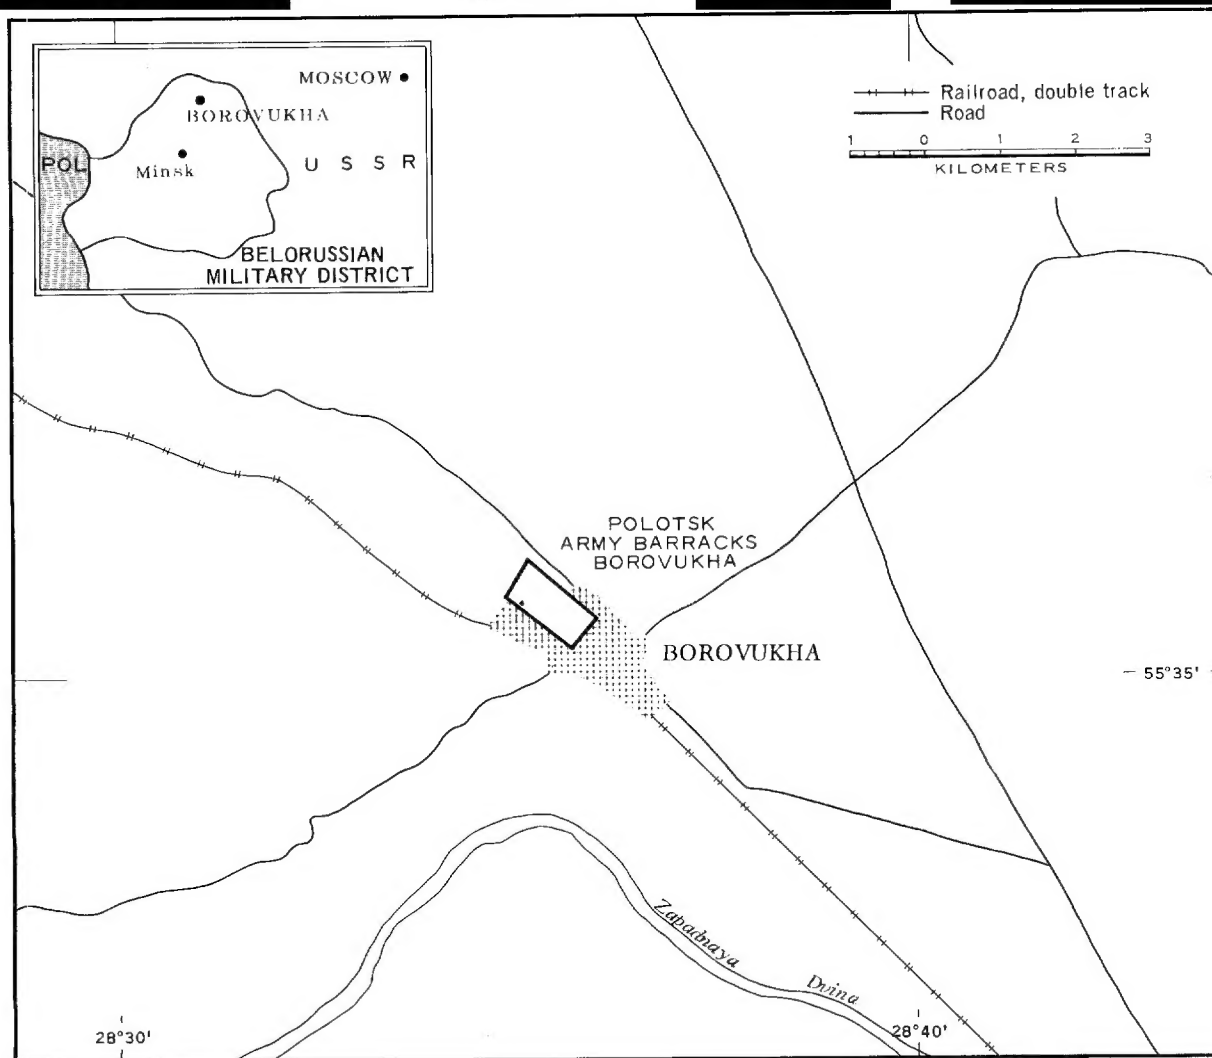 MOSCOW
BOROVUKHA
POL
Minsk
U S S R
BELORUSSIAN
MILITARY DISTRICT
Railroad, double track
Road
1 0 1 2 3
KILOMETERS
POLOTSK
ARMY BARRACKS
BOROVUKHA
BOROVUKHA
55°35'
Zapadnaya
Dvina
28°30'
28°40'